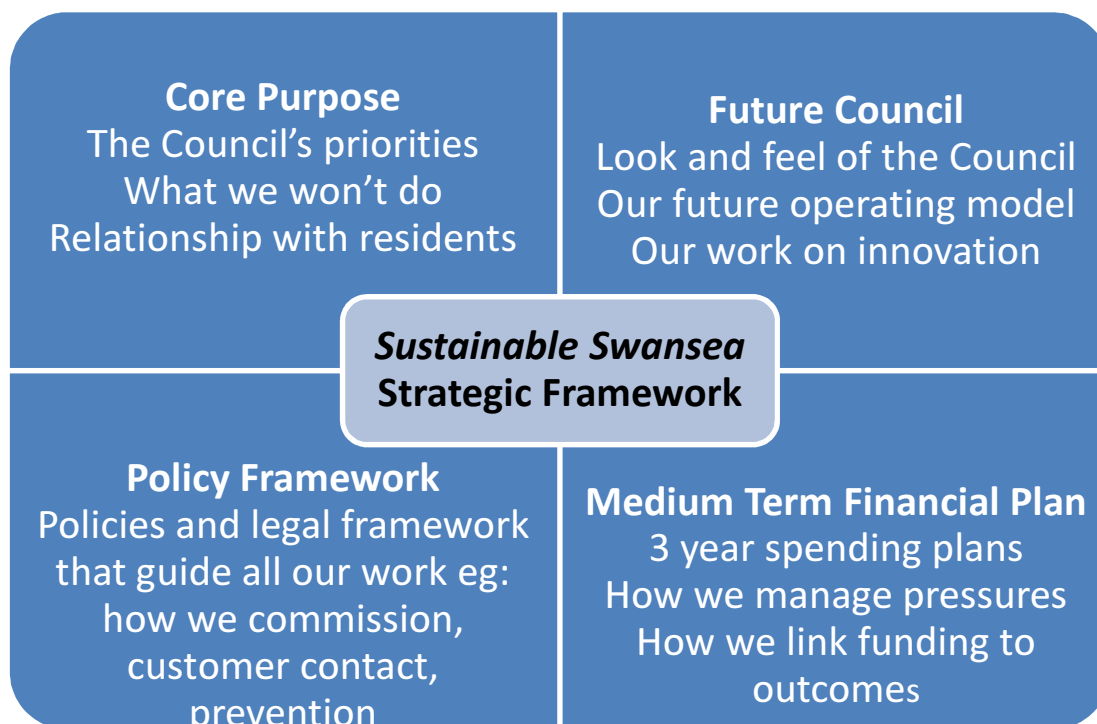 Core Purpose
The Council’s priorities
What we won’t do
Relationship with residents
Future Council
Look and feel of the Council
Our future operating model
Our work on innovation
Sustainable Swansea
Strategic Framework
Policy Framework
Policies and legal framework
that guide all our work eg:
how we commission,
customer contact,
prevention
Medium Term Financial Plan
3 year spending plans
How we manage pressures
How we link funding to
outcomes